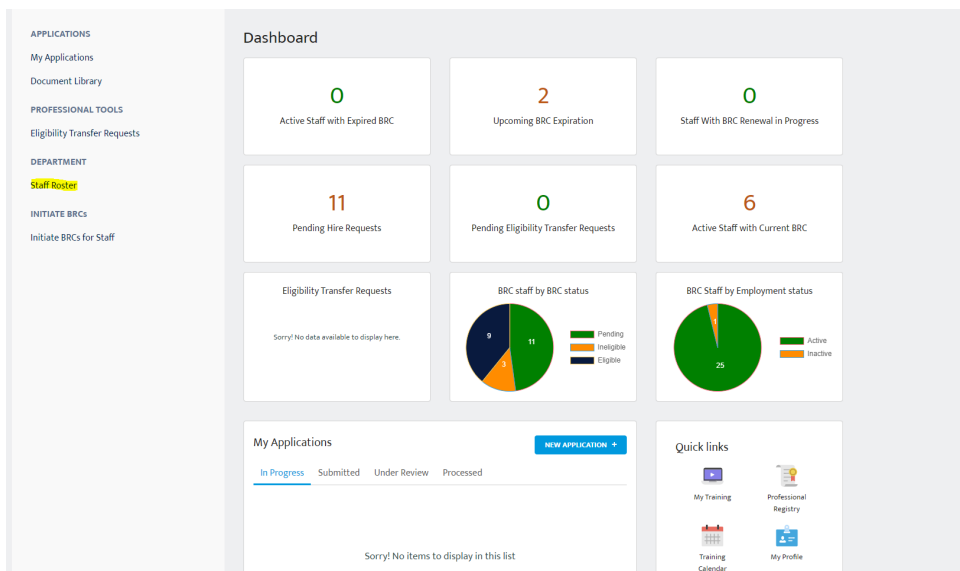 APPLICATIONS
My Applications
Document Library
PROFESSIONAL TOOLS
Eligibility Transfer Requests
DEPARTMENT
Staff Roster
INITIATE BRCs
Initiate BRCs for Staff
Dashboard
0
Active Staff with Expired BRC
2
Upcoming BRC Expiration
0
Staff With BRC Renewal in Progress
11
Pending Hire Requests
0
Pending Eligibility Transfer Requests
6
Active Staff with Current BRC
Eligibility Transfer Requests
Sorry! No data available to display here.
BRC staff by BRC status
9
11
3
Pending
Ineligible
Eligible
BRC Staff by Employment status
1
25
Active
Inactive
My Applications
NEW APPLICATION +
In Progress Submitted Under Review Processed
Sorry! No items to display in this list
Quick links
My Training
Professional
Registry
Training
Calendar
My Profile